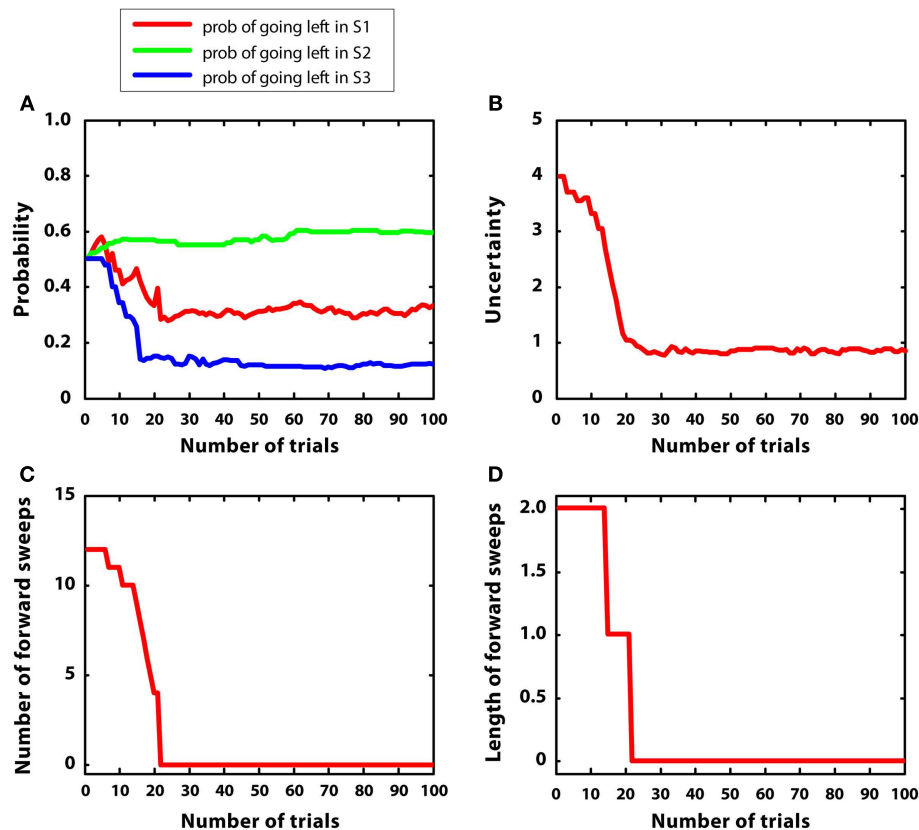 prob of going left in S1
prob of going left in S2
prob of going left in S3
A
Probability
1.0
0.8
0.6
0.4
0.2
0
0 10 20 30 40 50 60 70 80 90 100
Number of trials
B
Uncertainty
5
4
3
2
1
0
0 10 20 30 40 50 60 70 80 90 100
Number of trials
C
Number of forward sweeps
15
10
5
0
0 10 20 30 40 50 60 70 80 90 100
Number of trials
D
Length of forward sweeps
2.0
1.5
1.0
0.5
0
0 10 20 30 40 50 60 70 80 90 100
Number of trials